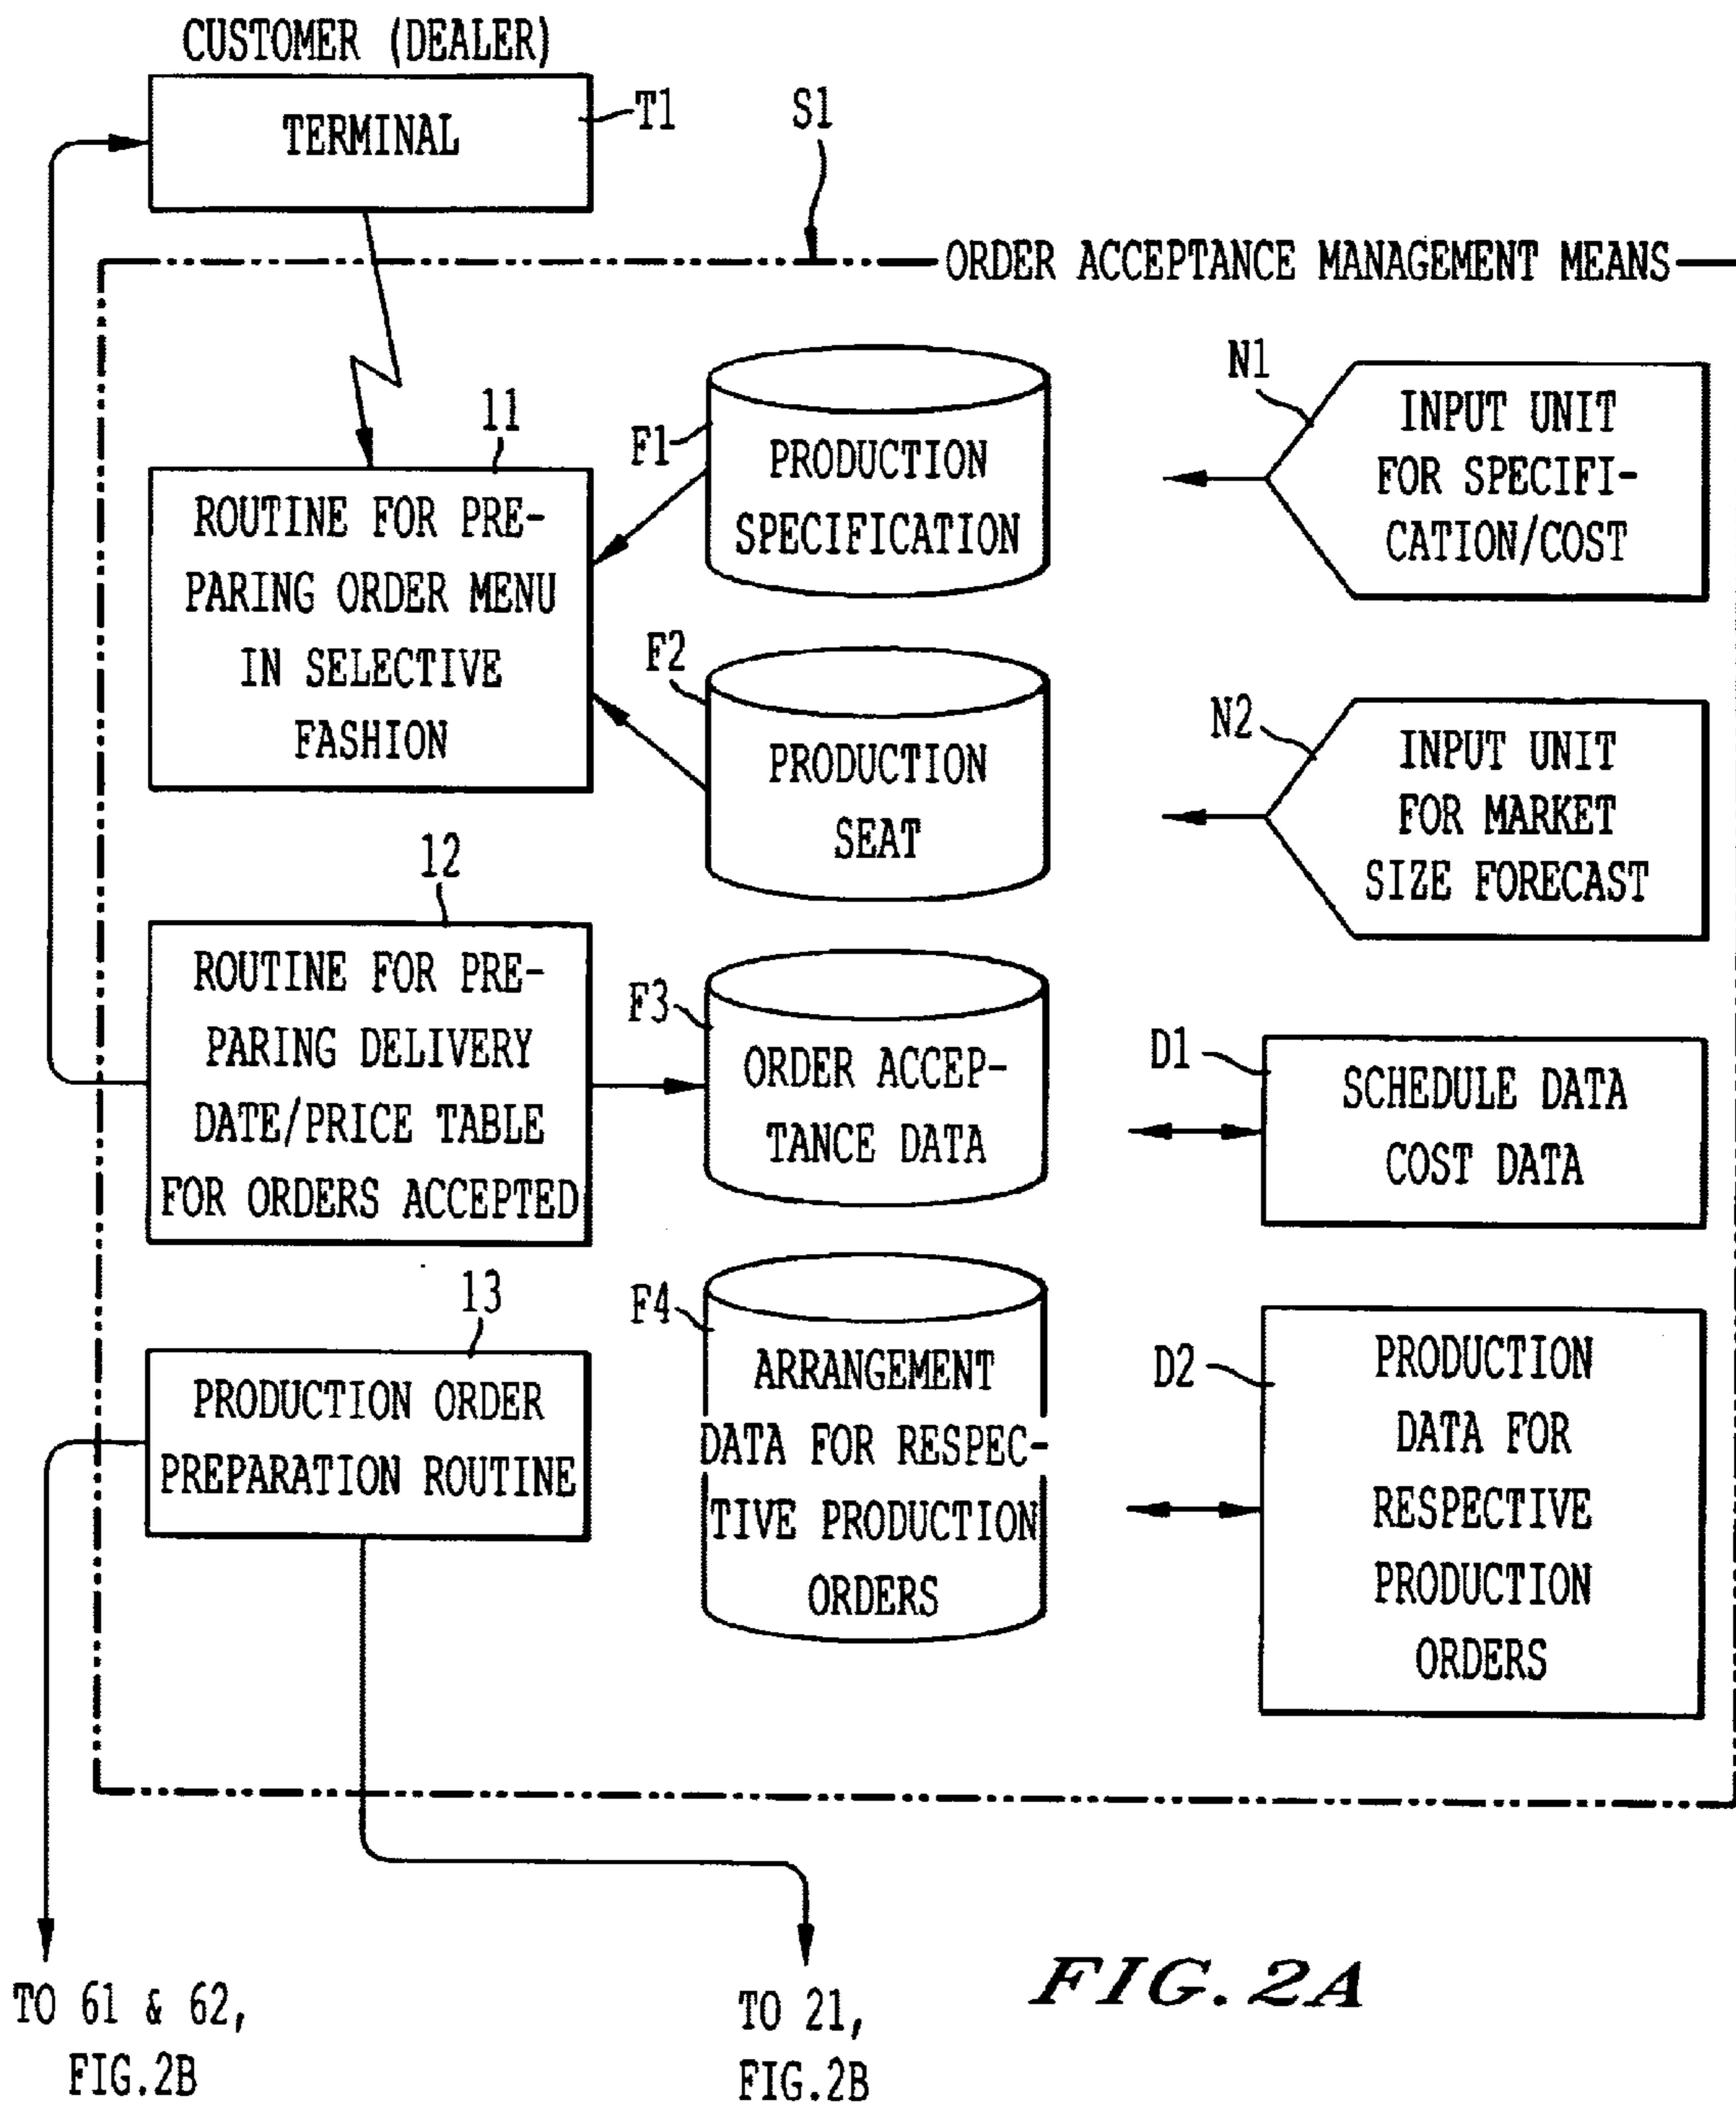 CUSTOMER (DEALER)
TERMINAL
T1
S1
ORDER ACCEPTANCE MANAGEMENT MEANS
11
ROUTINE FOR PRE-
PARING ORDER MENU
IN SELECTIVE
FASHION
F1
PRODUCTION
SPECIFICATION
N1
INPUT UNIT
FOR SPECIFI-
CATION/COST
F2
PRODUCTION
SEAT
N2
INPUT UNIT
FOR MARKET
SIZE FORECAST
12
ROUTINE FOR PRE-
PARING DELIVERY
DATE/PRICE TABLE
FOR ORDERS ACCEPTED
F3
ORDER ACCEP-
TANCE DATA
D1
SCHEDULE DATA
COST DATA
13
PRODUCTION ORDER
PREPARATION ROUTINE
F4
ARRANGEMENT
DATA FOR RESPEC-
TIVE PRODUCTION
ORDERS
D2
PRODUCTION
DATA FOR
RESPECTIVE
PRODUCTION
ORDERS
TO 61 & 62,
FIG.2B
TO 21,
FIG.2B
FIG. 2A